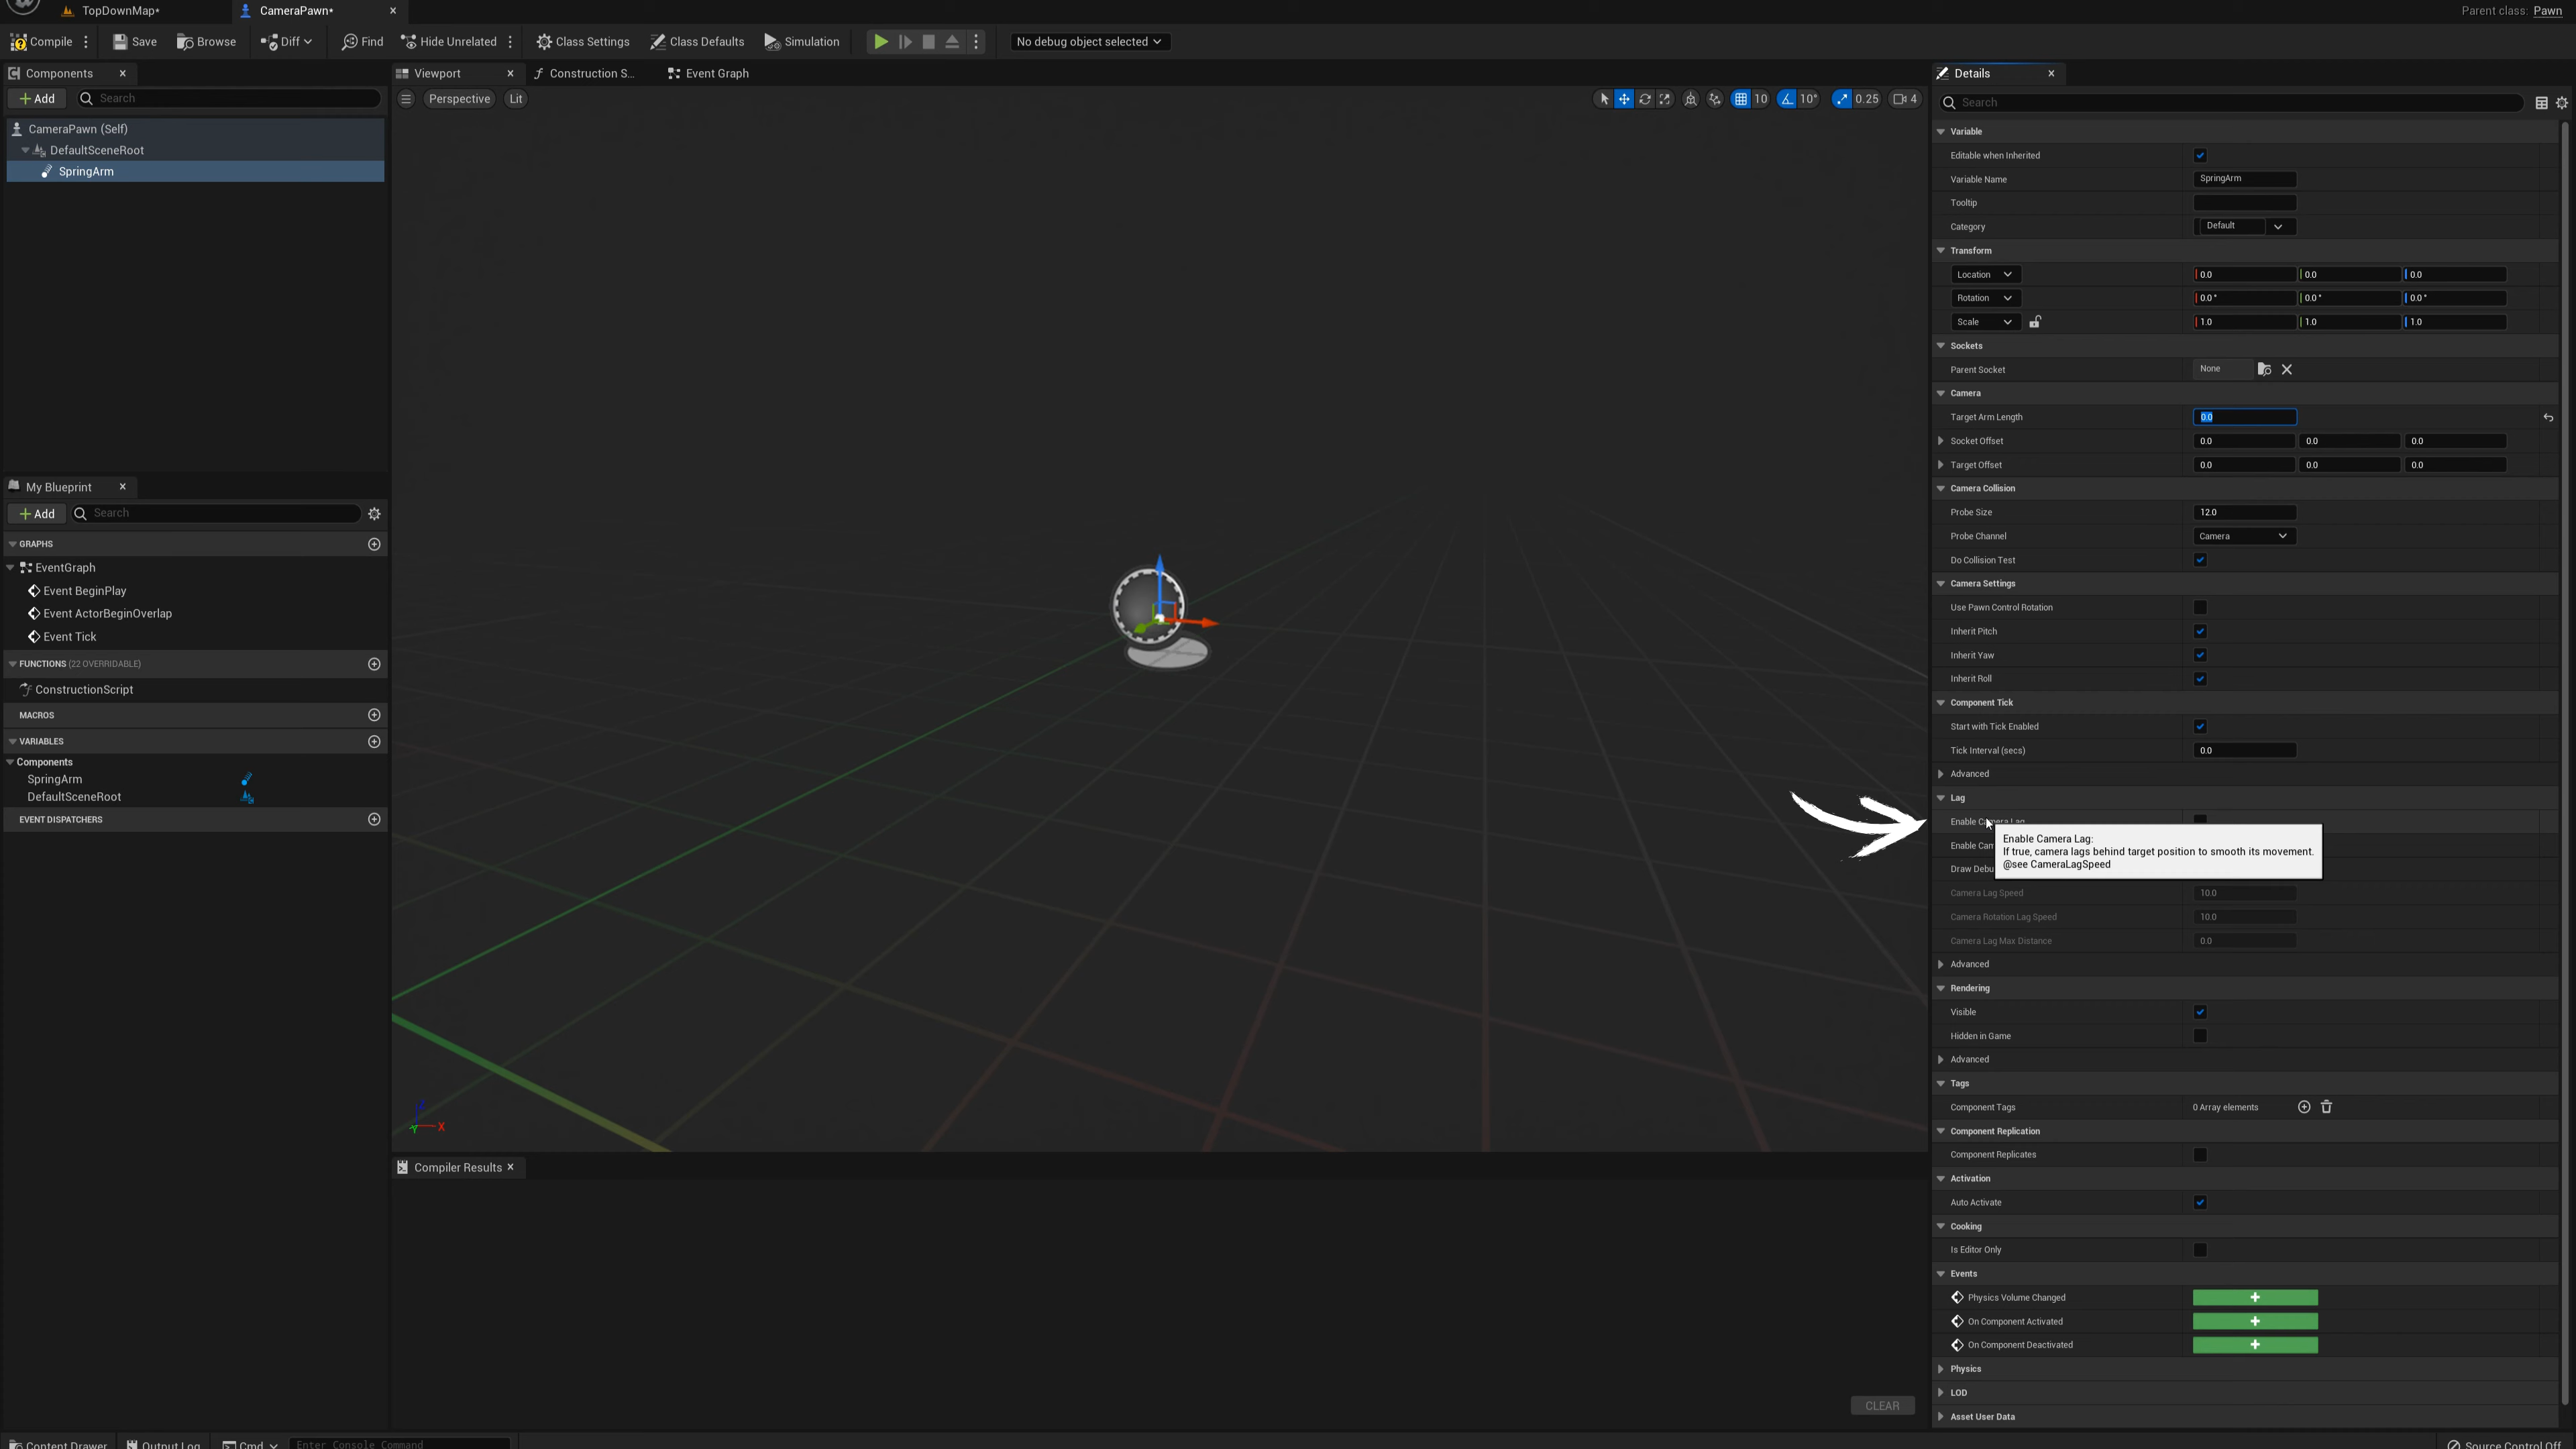 TopDownMap*
CameraPawn*
Parent class: Pawn
Compile
Save
Browse
Diff
Find
Hide Unrelated
Class Settings
Class Defaults
Simulation
No debug object selected
Components
Viewport
Construction S...
Event Graph
Details
Add
Search
Perspective
Lit
10
10°
0.25
4
Search
CameraPawn (Self)
DefaultSceneRoot
SpringArm
My Blueprint
Add
Search
GRAPHS
EventGraph
Event BeginPlay
Event ActorBeginOverlap
Event Tick
FUNCTIONS (22 OVERRIDABLE)
ConstructionScript
MACROS
VARIABLES
Components
SpringArm
DefaultSceneRoot
EVENT DISPATCHERS
X
Compiler Results
CLEAR
Variable
Editable when Inherited
Variable Name SpringArm
Tooltip
Category Default
Transform
Location 0.0 0.0 0.0
Rotation 0.0° 0.0° 0.0°
Scale 1.0 1.0 1.0
Sockets
Parent Socket None
Camera
Target Arm Length 0.0
Socket Offset 0.0 0.0 0.0
Target Offset 0.0 0.0 0.0
Camera Collision
Probe Size 12.0
Probe Channel Camera
Do Collision Test
Camera Settings
Use Pawn Control Rotation
Inherit Pitch
Inherit Yaw
Inherit Roll
Component Tick
Start with Tick Enabled
Tick Interval (secs) 0.0
Advanced
Lag
Enable Camera Lag
Enable Cam
Draw Debu
Enable Camera Lag:
If true, camera lags behind target position to smooth its movement.
@see CameraLagSpeed
Camera Lag Speed 10.0
Camera Rotation Lag Speed 10.0
Camera Lag Max Distance 0.0
Advanced
Rendering
Visible
Hidden in Game
Advanced
Tags
Component Tags 0 Array elements
Component Replication
Component Replicates
Activation
Auto Activate
Cooking
Is Editor Only
Events
Physics Volume Changed
On Component Activated
On Component Deactivated
Physics
LOD
Asset User Data
Content Drawer
Output Log
Cmd
Enter Console Command
Source Control Off